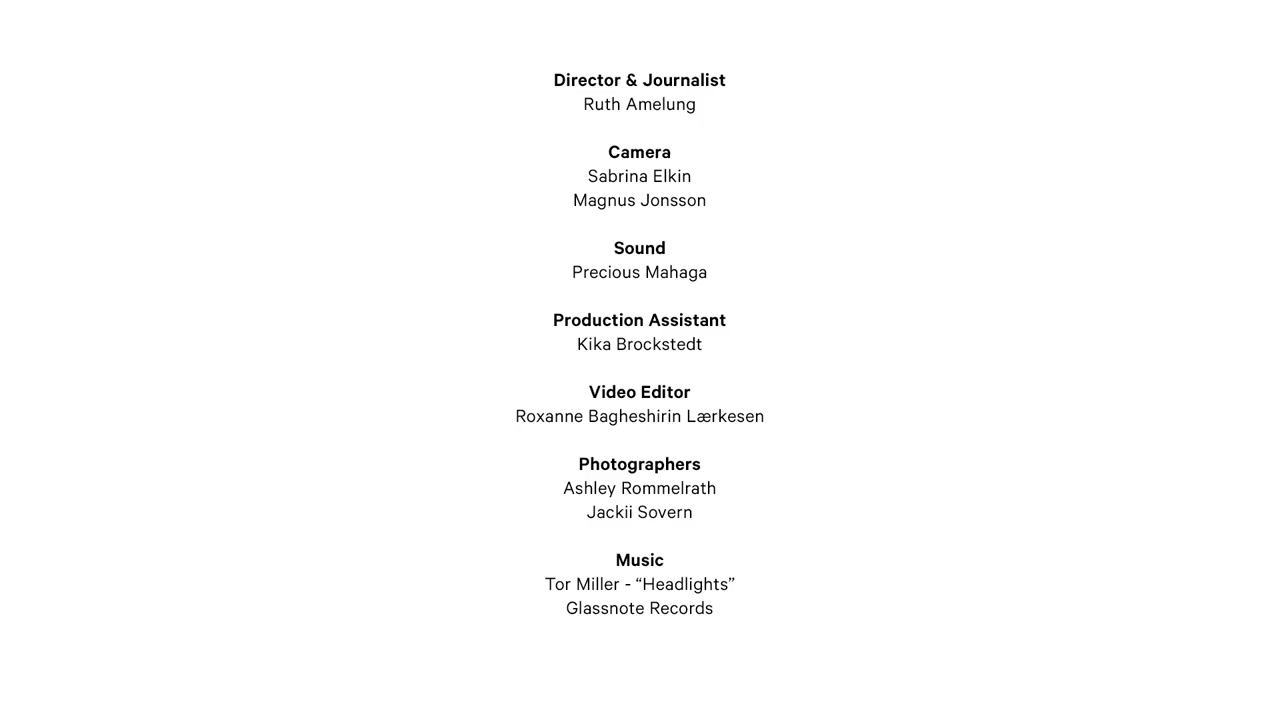 Director & Journalist
Ruth Amelung
Camera
Sabrina Elkin
Magnus Jonsson
Sound
Precious Mahaga
Production Assistant
Kika Brockstedt
Video Editor
Roxanne Bagheshirin Lærkesen
Photographers
Ashley Rommelrath
Jackii Sovern
Music
Tor Miller - “Headlights”
Glassnote Records